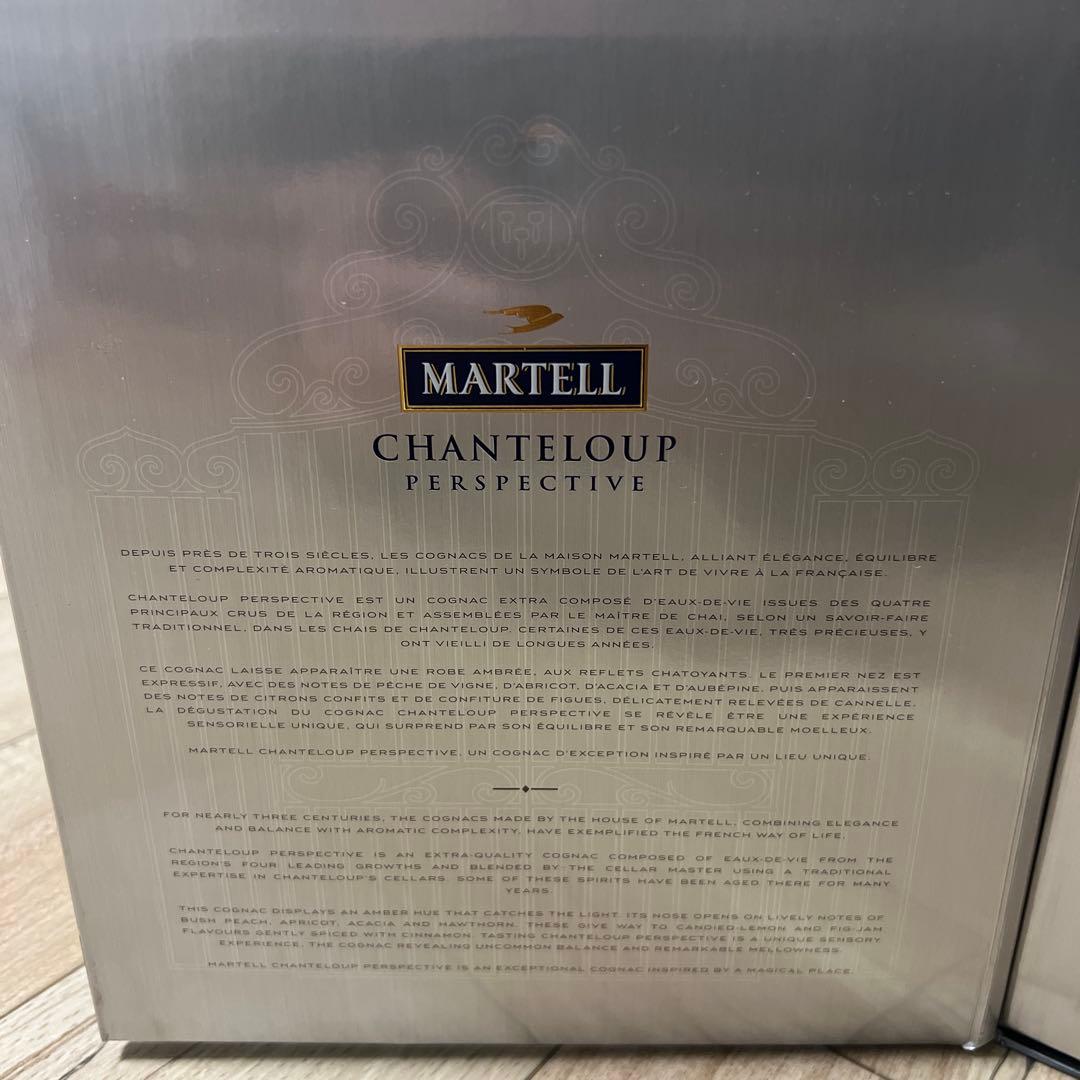 MARTELL
CHANTELOUP
PERSPECTIVE
DEPUIS PRÈS DE TROIS SIÈCLES, LES COGNACS DE LA MAISON MARTELL, ALLIANT ÉLÉGANCE, ÉQUILIBRE
ET COMPLEXITÉ AROMATIQUE, ILLUSTRENT UN SYMBOLE DE L'ART DE VIVRE À LA FRANÇAISE.
CHANTELOUP PERSPECTIVE EST UN COGNAC EXTRA COMPOSÉ D'EAUX-DE-VIE ISSUES DES QUATRE
PRINCIPAUX CRUS DE LA RÉGION ET ASSEMBLÉES PAR LE MAÎTRE DE CHAI, SELON UN SAVOIR-FAIRE
TRADITIONNEL, DANS LES CHAIS DE CHANTELOUP. CERTAINES DE CES EAUX-DE-VIE, TRÈS PRÉCIEUSES, Y
ONT VIEILLI DE LONGUES ANNÉES.
CE COGNAC LAISSE APPARAÎTRE UNE ROBE AMBRÉE, AUX REFLETS CHATOYANTS. LE PREMIER NEZ EST
EXPRESSIF, AVEC DES NOTES DE PÊCHE DE VIGNE, D'ABRICOT, D'ACACIA ET D'AUBÉPINE. PUIS APPARAISSENT
DES NOTES DE CITRONS CONFITS ET DE CONFITURE DE FIGUES, DÉLICATEMENT RELEVÉES DE CANNELLE.
LA DÉGUSTATION DU COGNAC CHANTELOUP PERSPECTIVE SE RÉVÈLE ÊTRE UNE EXPÉRIENCE
SENSORIELLE UNIQUE, QUI SURPREND PAR SON ÉQUILIBRE ET SON REMARQUABLE MOELLEUX.
MARTELL CHANTELOUP PERSPECTIVE, UN COGNAC D'EXCEPTION INSPIRÉ PAR UN LIEU UNIQUE.
FOR NEARLY THREE CENTURIES, THE COGNACS MADE BY THE HOUSE OF MARTELL, COMBINING ELEGANCE
AND BALANCE WITH AROMATIC COMPLEXITY, HAVE EXEMPLIFIED THE FRENCH WAY OF LIFE.
CHANTELOUP PERSPECTIVE IS AN EXTRA-QUALITY COGNAC COMPOSED OF EAUX-DE-VIE FROM THE
REGION'S FOUR LEADING GROWTHS AND BLENDED BY THE CELLAR MASTER USING A TRADITIONAL
EXPERTISE IN CHANTELOUP'S CELLARS. SOME OF THESE SPIRITS HAVE BEEN AGED THERE FOR MANY
YEARS.
THIS COGNAC DISPLAYS AN AMBER HUE THAT CATCHES THE LIGHT. ITS NOSE OPENS ON LIVELY NOTES OF
BUSH PEACH, APRICOT, ACACIA AND HAWTHORN. THESE GIVE WAY TO CANDIED-LEMON AND FIG-JAM
FLAVOURS GENTLY SPICED WITH CINNAMON. TASTING CHANTELOUP PERSPECTIVE IS A UNIQUE SENSORY
EXPERIENCE, THE COGNAC REVEALING UNCOMMON BALANCE AND REMARKABLE MELLOWNESS.
MARTELL CHANTELOUP PERSPECTIVE IS AN EXCEPTIONAL COGNAC INSPIRED BY A MAGICAL PLACE.